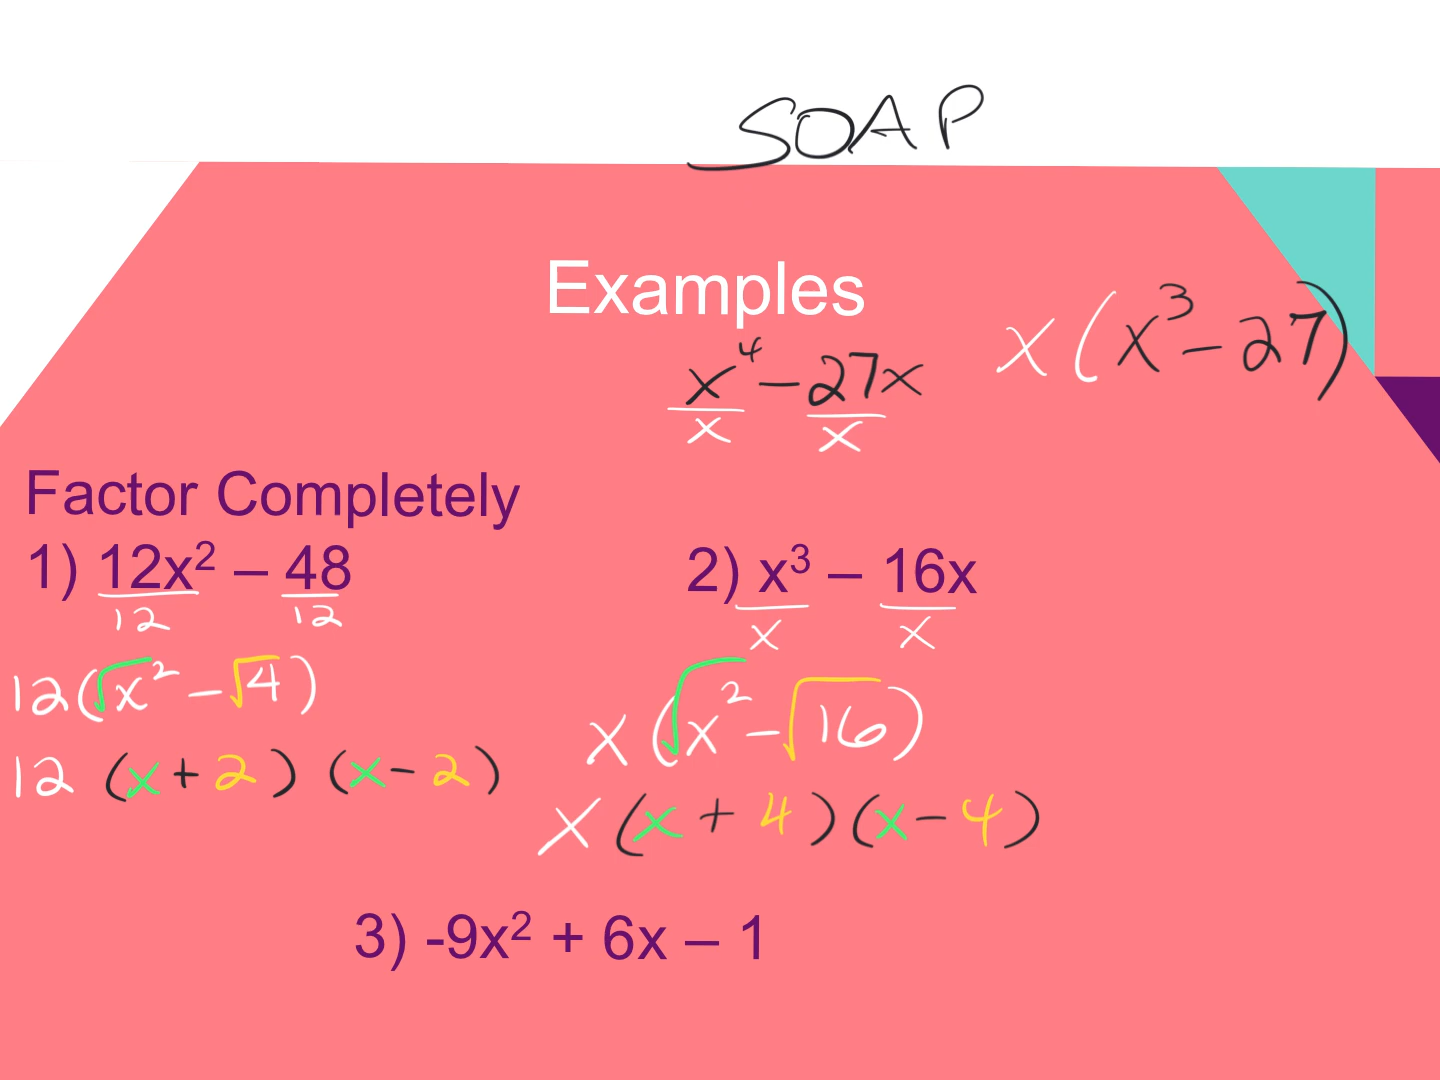 SOAP
Examples
x⁴ – 27x
x x
x(x³ – 27)
Factor Completely
1) 12x² – 48
12 12
12(√x² – √4)
12 (x + 2) (x – 2)
2) x³ – 16x
x x
x(√x² – √16)
x(x + 4)(x – 4)
3) -9x² + 6x – 1